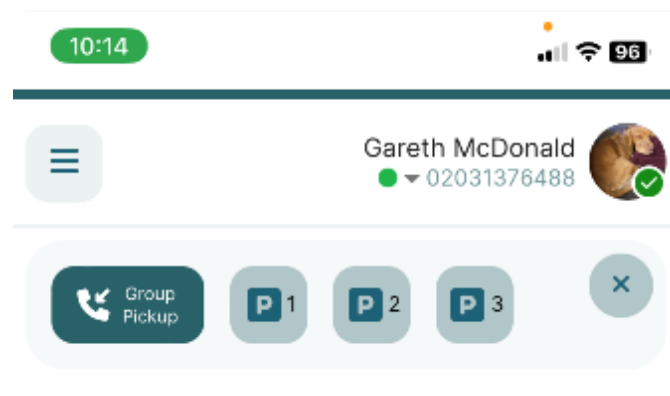 10:14
96
Gareth McDonald
02031376488
Group
Pickup
P 1
P 2
P 3